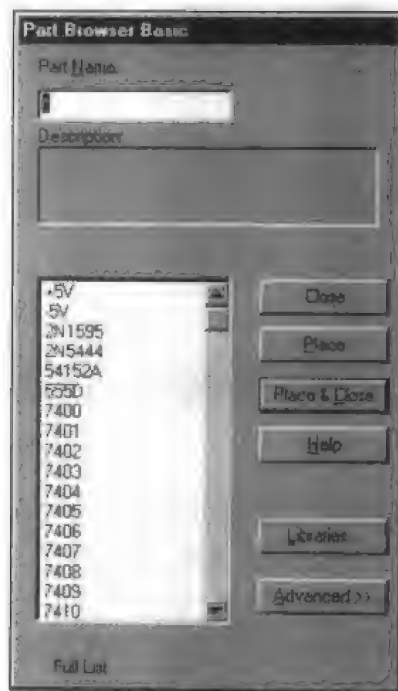 Part Browser Basic
Part Name:
Description:
+5V
-5V
2N1595
2N5444
54152A
555D
7400
7401
7402
7403
7404
7405
7406
7407
7408
7409
7410
Close
Place
Place & Close
Help
Libraries...
Advanced >>
Full List